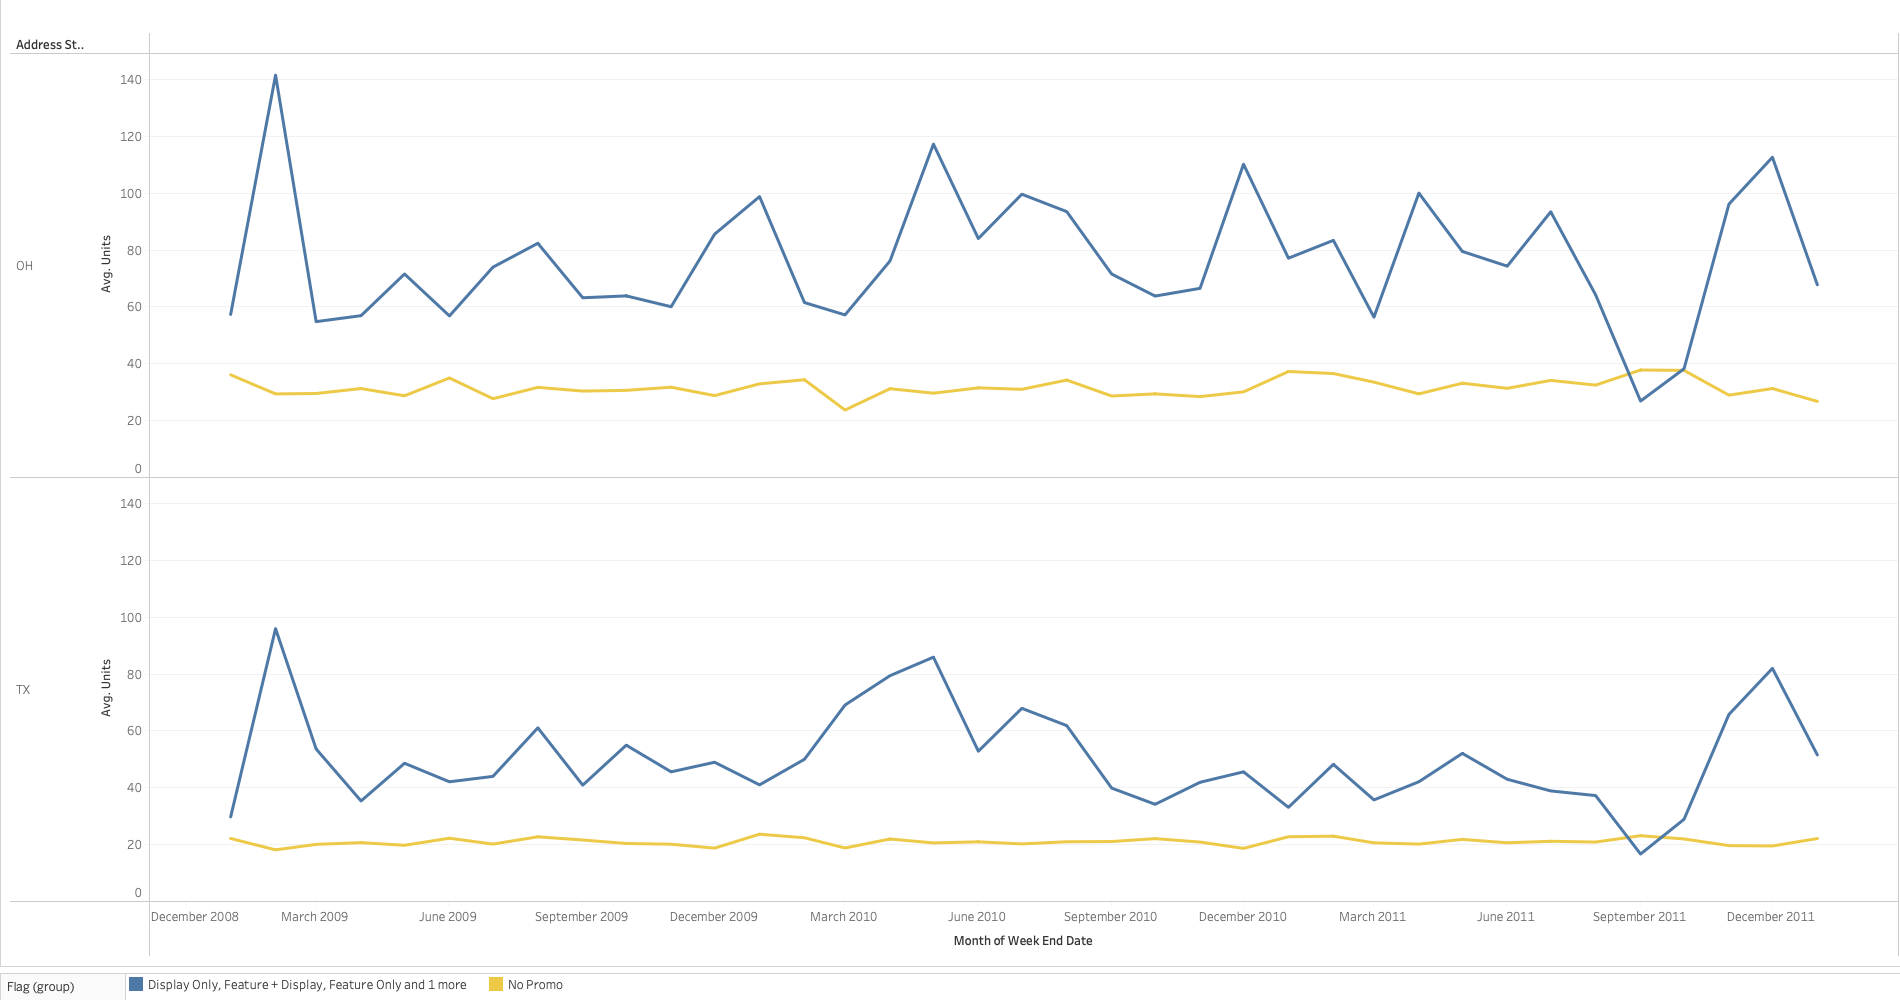 Address St..
140
120
100
80
60
40
20
0
Avg. Units
OH
140
120
100
80
60
40
20
0
Avg. Units
TX
December 2008 March 2009 June 2009 September 2009 December 2009 March 2010 June 2010 September 2010 December 2010 March 2011 June 2011 September 2011 December 2011
Month of Week End Date
Flag (group) Display Only, Feature + Display, Feature Only and 1 more No Promo